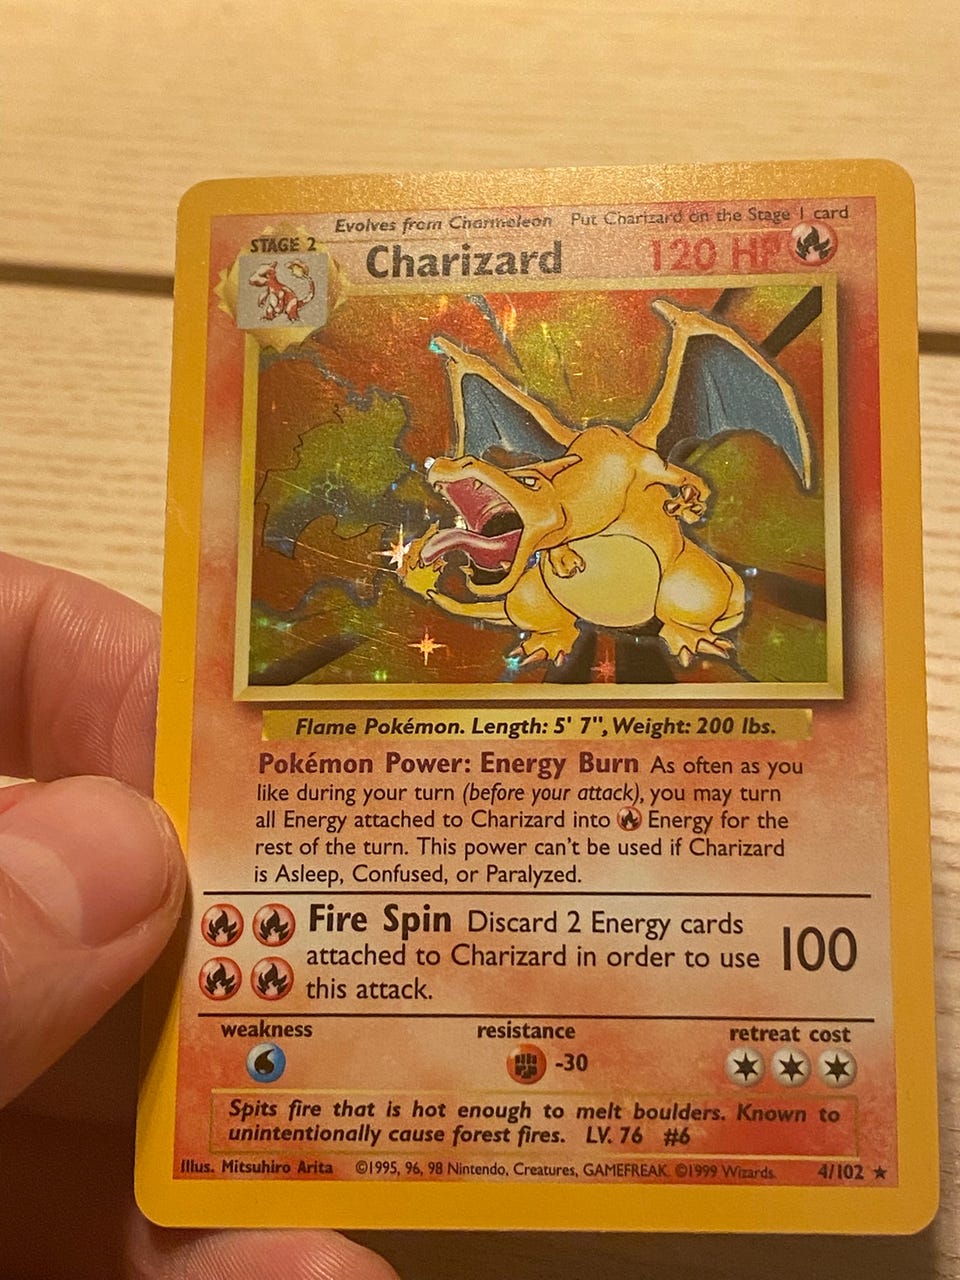 Evolves from Charmeleon Put Charizard on the Stage 1 card
STAGE 2
Charizard 120 HP
Flame Pokémon. Length: 5' 7", Weight: 200 lbs.
Pokémon Power: Energy Burn As often as you
like during your turn (before your attack), you may turn
all Energy attached to Charizard into Energy for the
rest of the turn. This power can't be used if Charizard
is Asleep, Confused, or Paralyzed.
Fire Spin Discard 2 Energy cards
attached to Charizard in order to use 100
this attack.
weakness resistance retreat cost
-30
Spits fire that is hot enough to melt boulders. Known to
unintentionally cause forest fires. LV. 76 #6
Illus. Mitsuhiro Arita ©1995, 96, 98 Nintendo, Creatures, GAMEFREAK. ©1999 Wizards. 4/102 ★